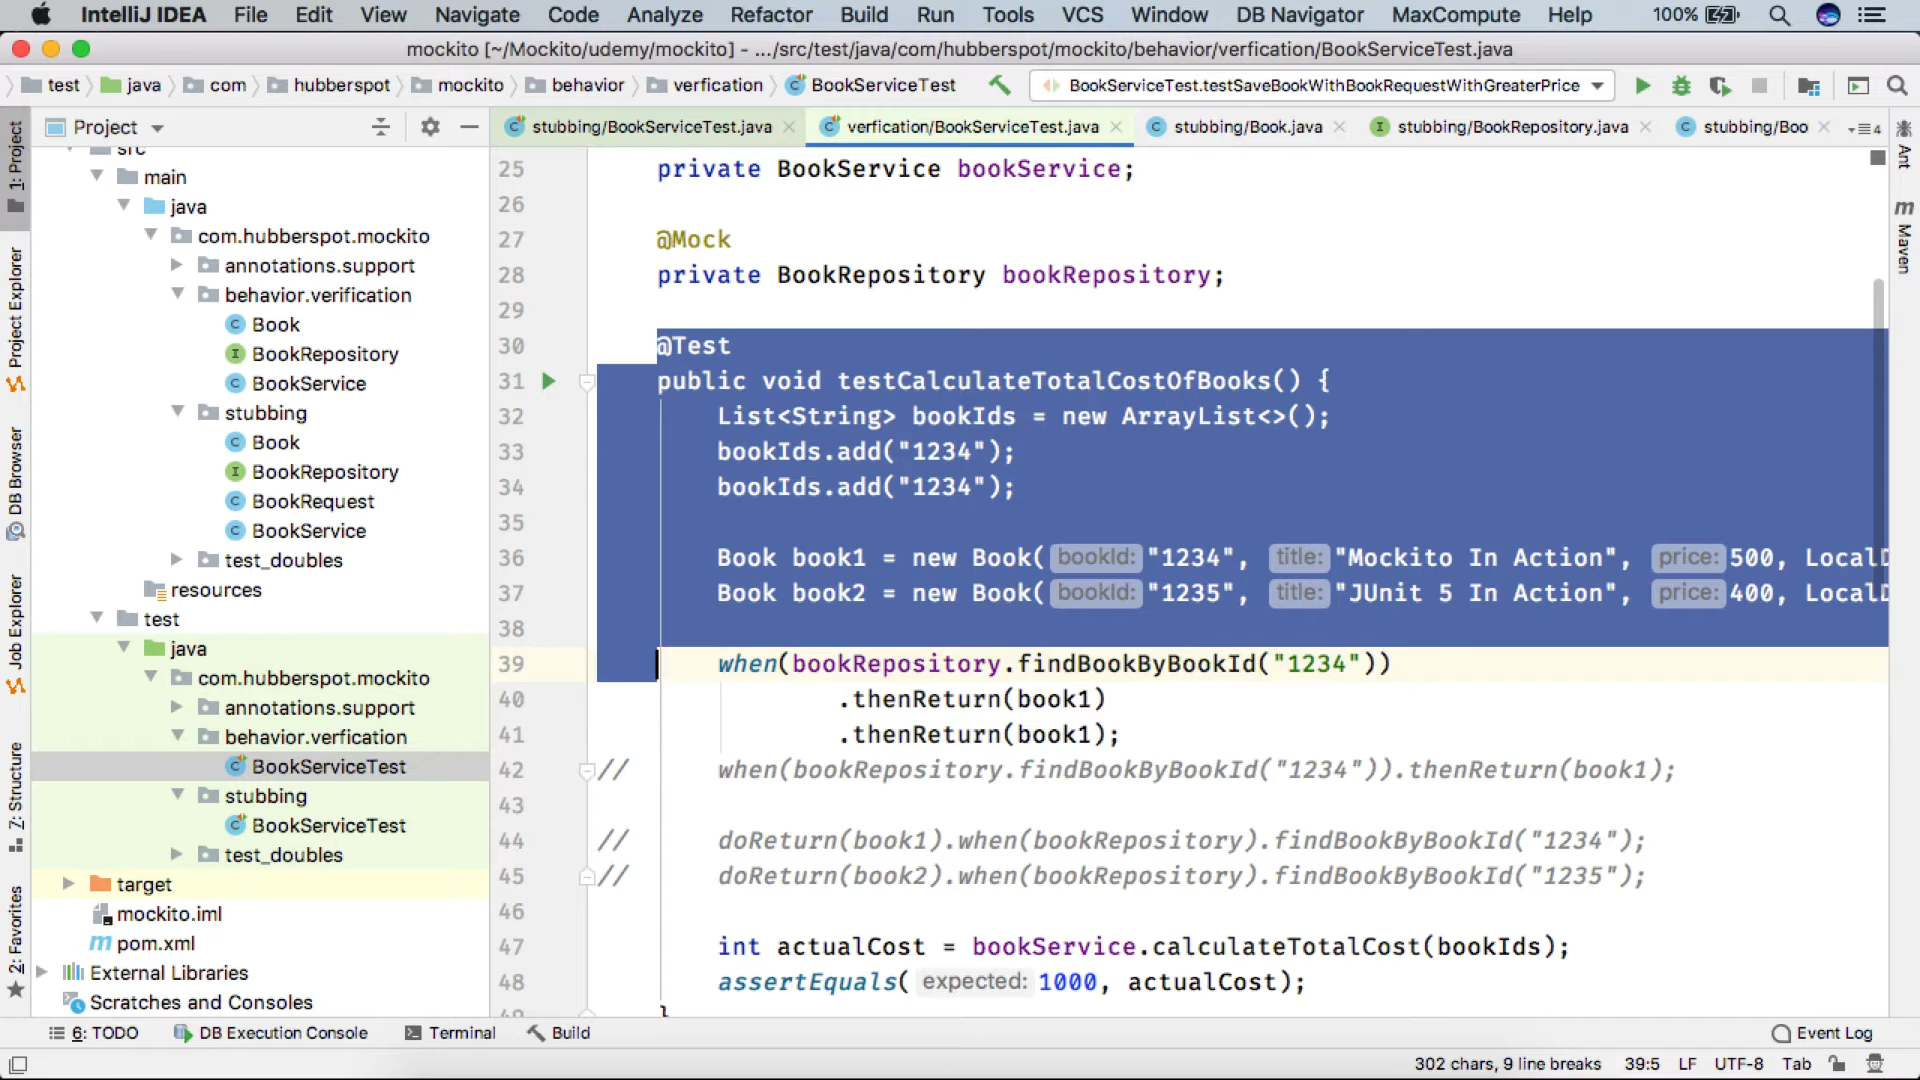 IntelliJ IDEA File Edit View Navigate Code Analyze Refactor Build Run Tools VCS Window DB Navigator MaxCompute Help 100%
mockito [~/Mockito/udemy/mockito] - .../src/test/java/com/hubberspot/mockito/behavior/verfication/BookServiceTest.java
test java com hubberspot mockito behavior verfication BookServiceTest BookServiceTest.testSaveBookWithBookRequestWithGreaterPrice
Project stubbing/BookServiceTest.java verfication/BookServiceTest.java stubbing/Book.java stubbing/BookRepository.java stubbing/Boo 4
1: Project
Project Explorer
DB Browser
Job Explorer
7: Structure
2: Favorites
src
main
java
com.hubberspot.mockito
annotations.support
behavior.verification
Book
BookRepository
BookService
stubbing
Book
BookRepository
BookRequest
BookService
test_doubles
resources
test
java
com.hubberspot.mockito
annotations.support
behavior.verfication
BookServiceTest
stubbing
BookServiceTest
test_doubles
target
mockito.iml
pom.xml
External Libraries
Scratches and Consoles
25 private BookService bookService;
26
27 @Mock
28 private BookRepository bookRepository;
29
30 @Test
31 public void testCalculateTotalCostOfBooks() {
32 List<String> bookIds = new ArrayList<>();
33 bookIds.add("1234");
34 bookIds.add("1234");
35
36 Book book1 = new Book( bookId: "1234", title: "Mockito In Action", price: 500, LocalD
37 Book book2 = new Book( bookId: "1235", title: "JUnit 5 In Action", price: 400, LocalD
38
39 when(bookRepository.findBookByBookId("1234"))
40 .thenReturn(book1)
41 .thenReturn(book1);
42 // when(bookRepository.findBookByBookId("1234")).thenReturn(book1);
43
44 // doReturn(book1).when(bookRepository).findBookByBookId("1234");
45 // doReturn(book2).when(bookRepository).findBookByBookId("1235");
46
47 int actualCost = bookService.calculateTotalCost(bookIds);
48 assertEquals( expected: 1000, actualCost);
49 }
Ant
m Maven
6: TODO DB Execution Console Terminal Build Event Log
302 chars, 9 line breaks 39:5 LF UTF-8 Tab